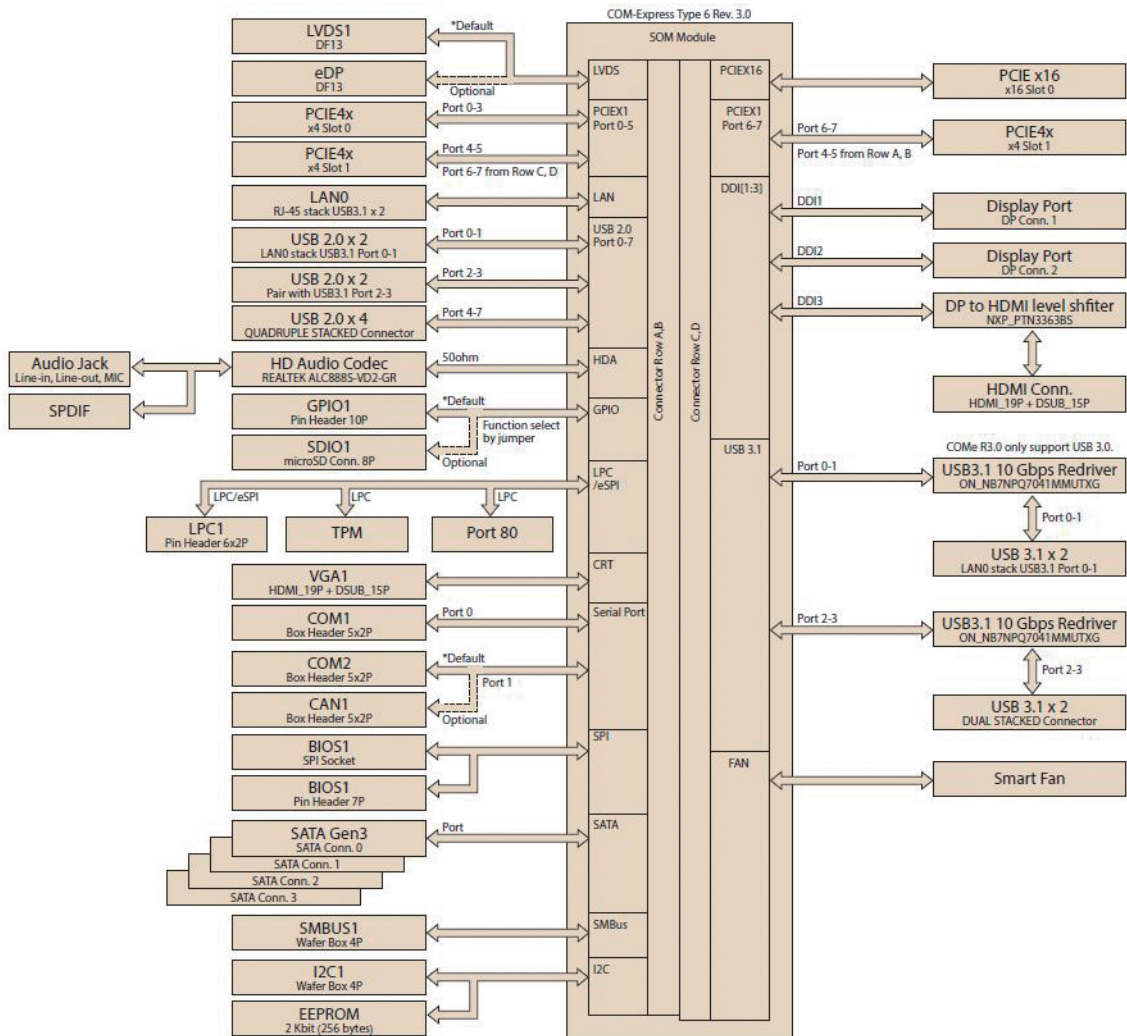 COM-Express Type 6 Rev. 3.0
SOM Module
LVDS1
DF13
*Default
eDP
DF13
Optional
PCIE4x
x4 Slot 0
Port 0-3
PCIE4x
x4 Slot 1
Port 4-5
Port 6-7 from Row C, D
LAN0
RJ-45 stack USB3.1 x 2
USB 2.0 x 2
LAN0 stack USB3.1 Port 0-1
Port 0-1
USB 2.0 x 2
Pair with USB3.1 Port 2-3
Port 2-3
USB 2.0 x 4
QUADRUPLE STACKED Connector
Port 4-7
Audio Jack
Line-in, Line-out, MIC
SPDIF
HD Audio Codec
REALTEK ALC888S-VD2-GR
50ohm
GPIO1
Pin Header 10P
*Default
Function select
by jumper
SDIO1
microSD Conn. 8P
Optional
LPC/eSPI
LPC
LPC
LPC1
Pin Header 6x2P
TPM
Port 80
VGA1
HDMI_19P + DSUB_15P
COM1
Box Header 5x2P
Port 0
COM2
Box Header 5x2P
*Default
Port 1
CAN1
Box Header 5x2P
Optional
BIOS1
SPI Socket
BIOS1
Pin Header 7P
SATA Gen3
SATA Conn. 0
Port
SATA Conn. 1
SATA Conn. 2
SATA Conn. 3
SMBUS1
Wafer Box 4P
I2C1
Wafer Box 4P
EEPROM
2 Kbit (256 bytes)
LVDS
PCIEX1
Port 0-5
LAN
USB 2.0
Port 0-7
HDA
GPIO
LPC
/eSPI
CRT
Serial Port
SPI
SATA
SMBus
I2C
Connector Row A,B
Connector Row C,D
PCIEX16
PCIEX1
Port 6-7
DDI[1:3]
USB 3.1
FAN
PCIE x16
x16 Slot 0
Port 6-7
Port 4-5 from Row A, B
PCIE4x
x4 Slot 1
DDI1
Display Port
DP Conn. 1
DDI2
Display Port
DP Conn. 2
DDI3
DP to HDMI level shfiter
NXP_PTN3363BS
HDMI Conn.
HDMI_19P + DSUB_15P
COMe R3.0 only support USB 3.0.
Port 0-1
USB3.1 10 Gbps Redriver
ON_NB7NPQ7041MMUTXG
Port 0-1
USB 3.1 x 2
LAN0 stack USB3.1 Port 0-1
Port 2-3
USB3.1 10 Gbps Redriver
ON_NB7NPQ7041MMUTXG
Port 2-3
USB 3.1 x 2
DUAL STACKED Connector
Smart Fan